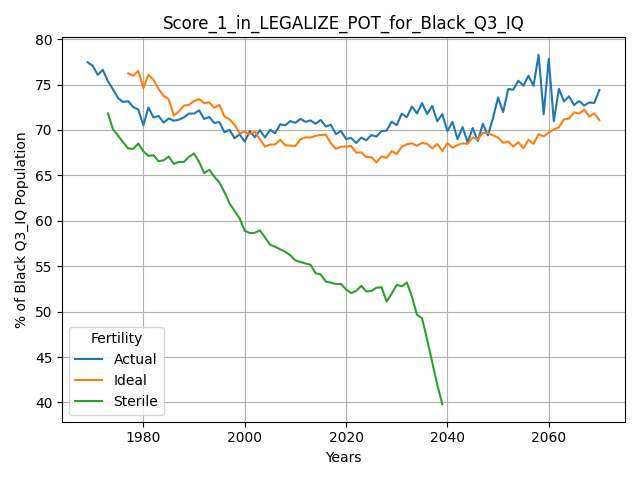 Score_1_in_LEGALIZE_POT_for_Black_Q3_IQ
% of Black Q3_IQ Population
80
75
70
65
60
55
50
45
40
Fertility
Actual
Ideal
Sterile
1980 2000 2020 2040 2060
Years